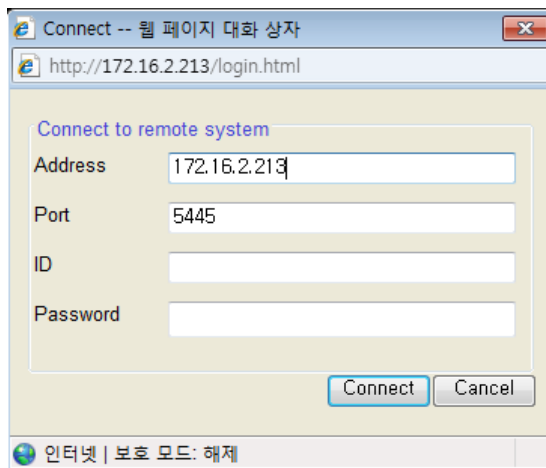 Connect -- 웹 페이지 대화 상자
http://172.16.2.213/login.html
Connect to remote system
Address 172.16.2.213
Port 5445
ID
Password
Connect Cancel
인터넷 | 보호 모드: 해제